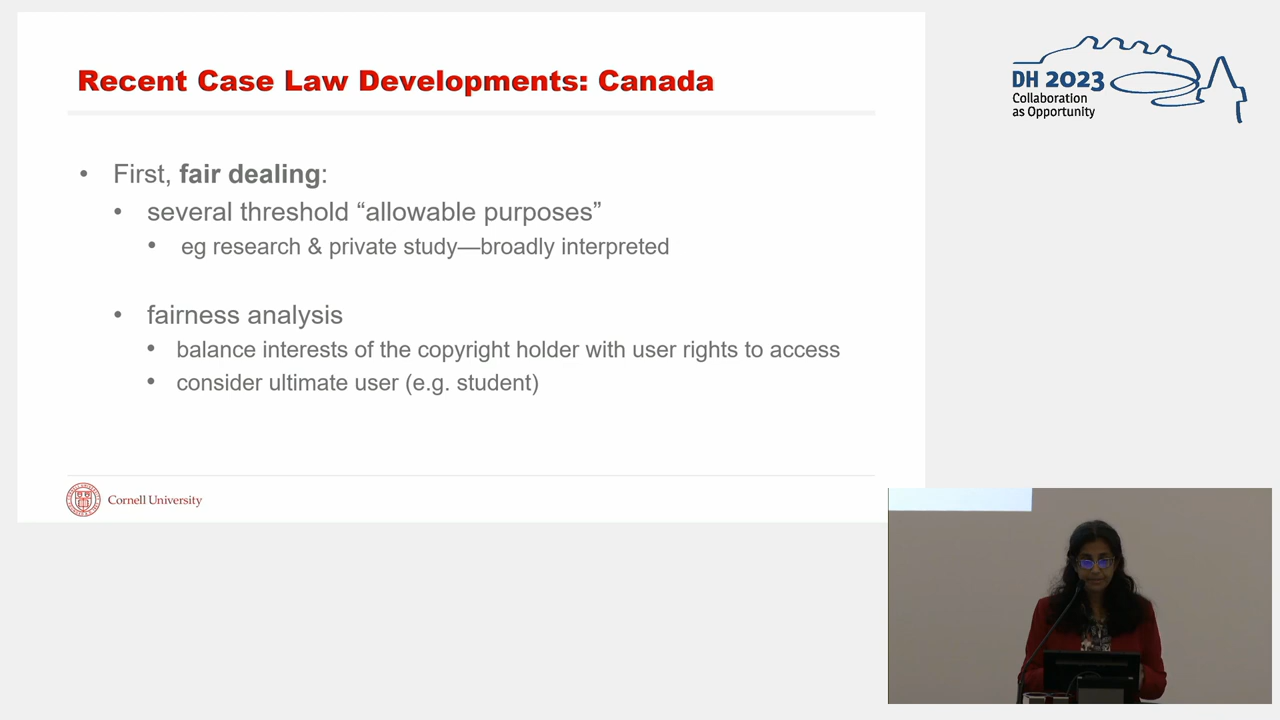 Recent Case Law Developments: Canada
• First, fair dealing:
• several threshold “allowable purposes”
• eg research & private study—broadly interpreted
• fairness analysis
• balance interests of the copyright holder with user rights to access
• consider ultimate user (e.g. student)
Cornell University
DH 2023
Collaboration
as Opportunity